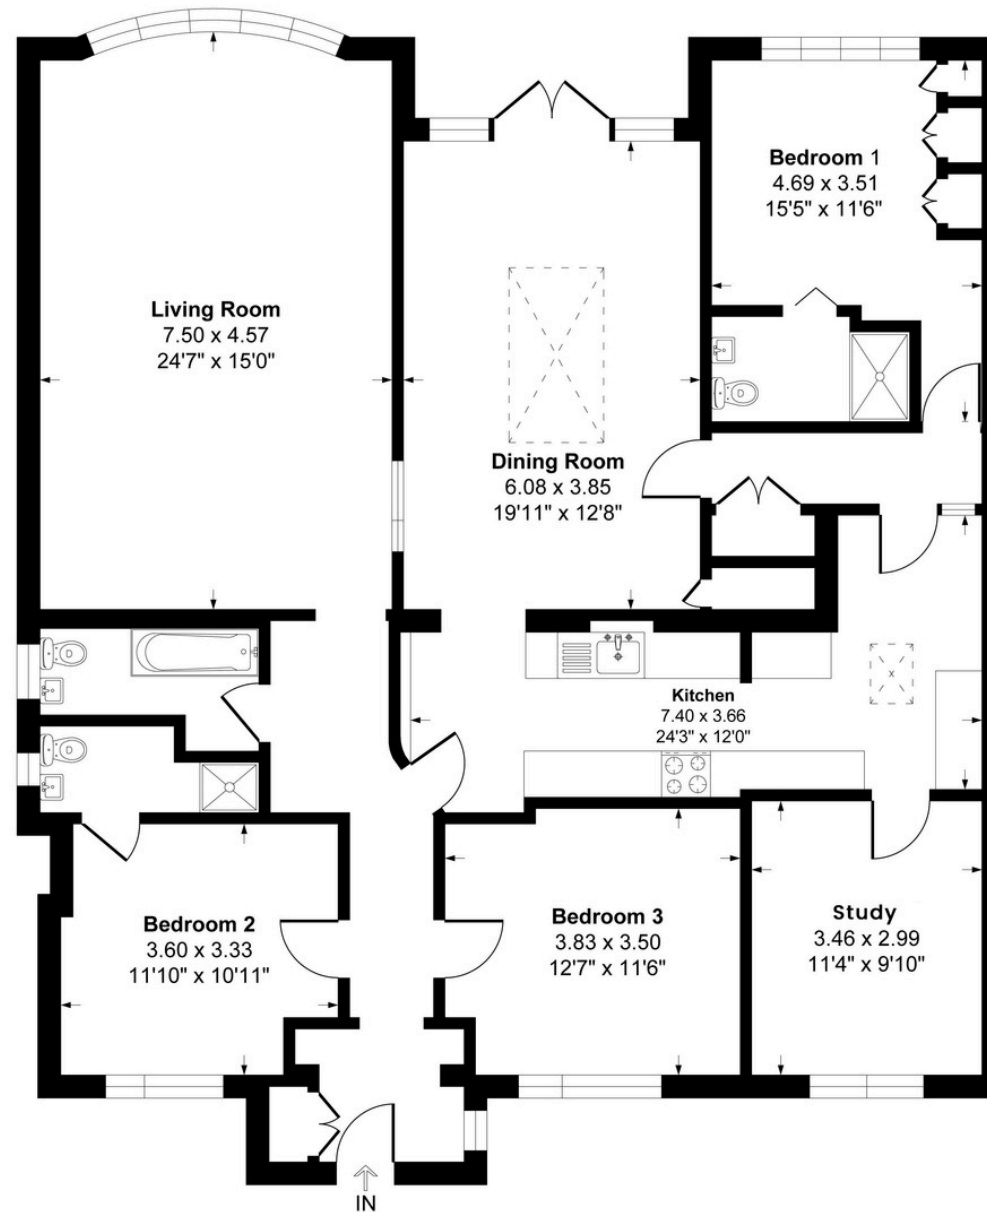 Bedroom 1
4.69 x 3.51
15'5" x 11'6"
Living Room
7.50 x 4.57
24'7" x 15'0"
Dining Room
6.08 x 3.85
19'11" x 12'8"
Kitchen
7.40 x 3.66
24'3" x 12'0"
Bedroom 2
3.60 x 3.33
11'10" x 10'11"
Bedroom 3
3.83 x 3.50
12'7" x 11'6"
Study
3.46 x 2.99
11'4" x 9'10"
IN